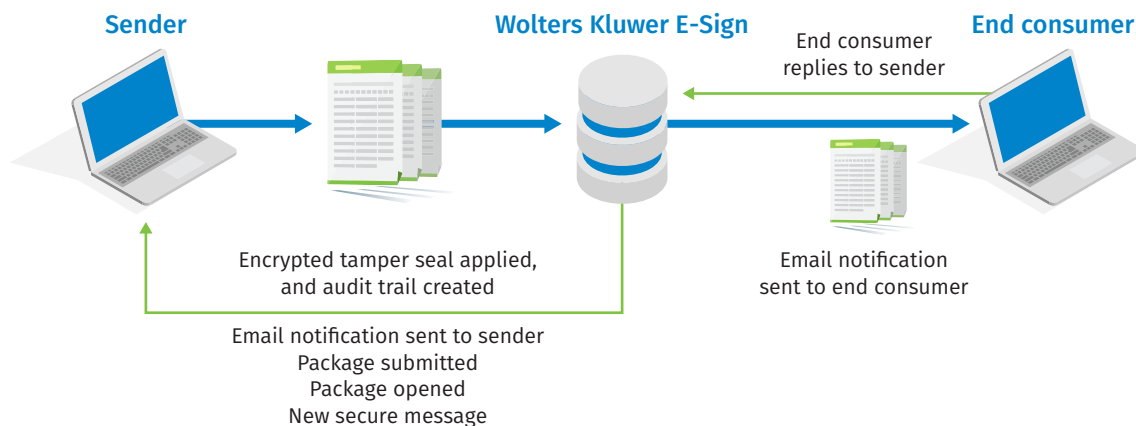 Sender
Wolters Kluwer E-Sign
End consumer
End consumer
replies to sender
Encrypted tamper seal applied,
and audit trail created
Email notification
sent to end consumer
Email notification sent to sender
Package submitted
Package opened
New secure message